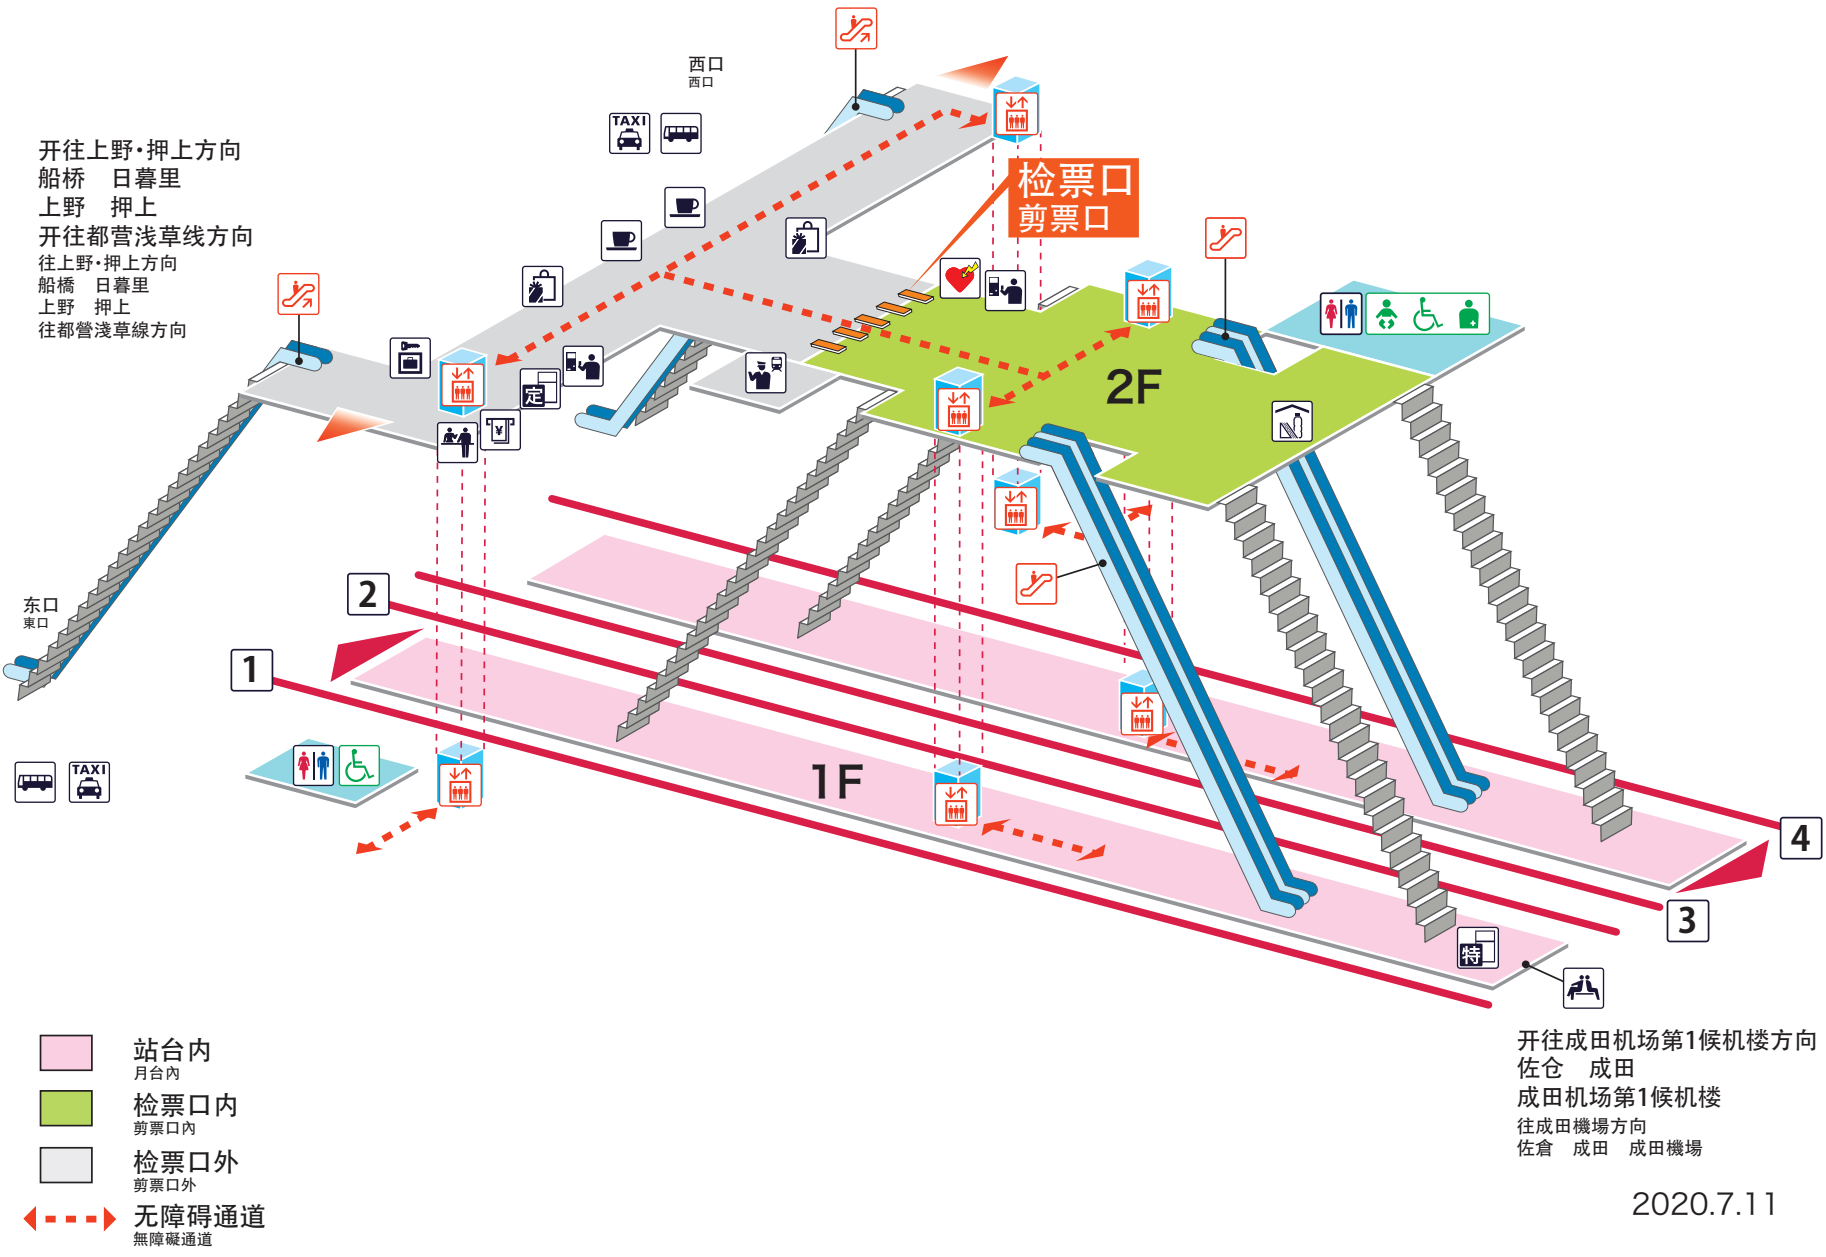 西口
西口
TAXI
开往上野・押上方向
船桥　日暮里
上野　押上
开往都营浅草线方向
往上野・押上方向
船橋　日暮里
上野　押上
往都營淺草線方向
检票口
剪票口
2F
定
¥
东口
東口
2
1
TAXI
1F
4
3
特
开往成田机场第1候机楼方向
佐仓　成田
成田机场第1候机楼
往成田機場方向
佐倉　成田　成田機場
站台内
月台內
检票口内
剪票口內
检票口外
剪票口外
无障碍通道
無障礙通道
2020.7.11